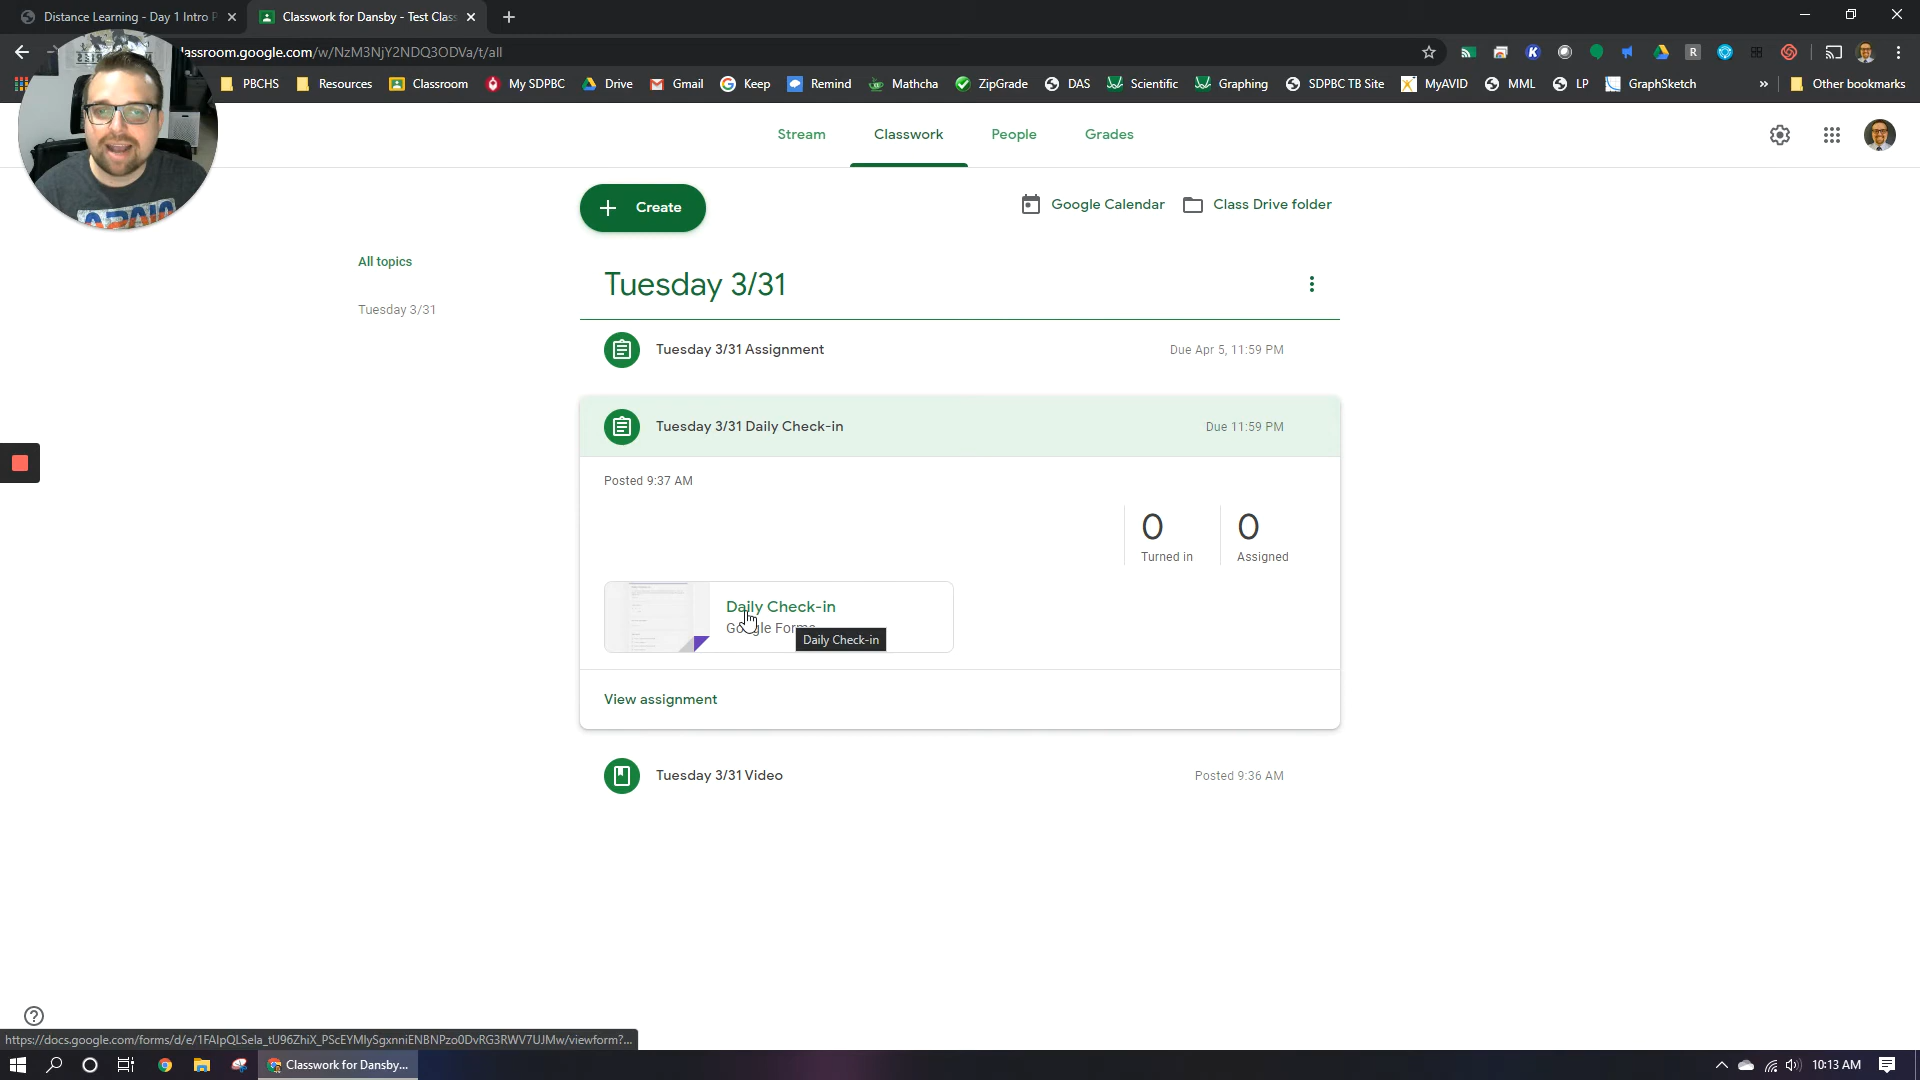 Distance Learning - Day 1 Intro P
Classwork for Dansby - Test Class
lassroom.google.com/w/NzM3NjY2NDQ3ODVa/t/all
PBCHS Resources Classroom My SDPBC Drive Gmail Keep Remind Mathcha ZipGrade DAS Scientific Graphing SDPBC TB Site MyAVID MML LP GraphSketch » Other bookmarks
Stream Classwork People Grades
Create
Google Calendar Class Drive folder
All topics
Tuesday 3/31
Tuesday 3/31
Tuesday 3/31 Assignment Due Apr 5, 11:59 PM
Tuesday 3/31 Daily Check-in Due 11:59 PM
Posted 9:37 AM
0 0
Turned in Assigned
Daily Check-in
Google Forms
Daily Check-in
View assignment
Tuesday 3/31 Video Posted 9:36 AM
Classwork for Dansby...
10:13 AM